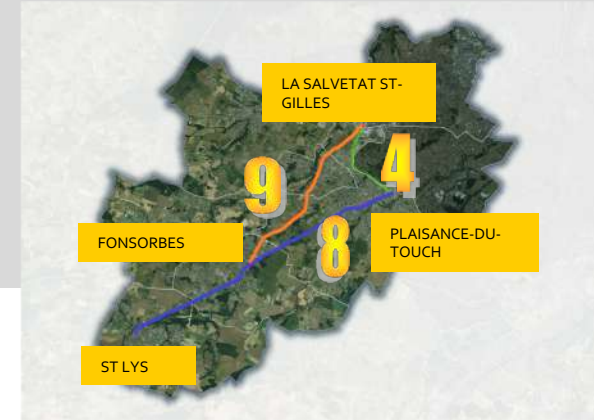 LA SALVETAT ST-
GILLES
4
9
FONSORBES
8
PLAISANCE-DU-
TOUCH
ST LYS